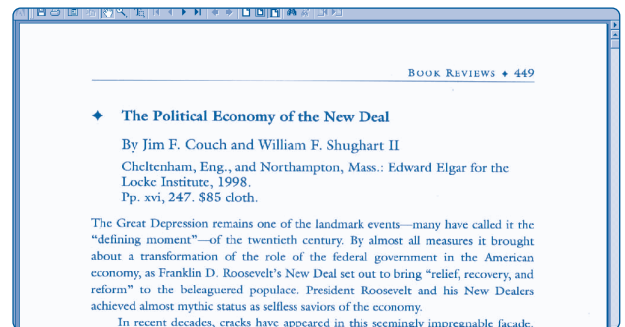 BOOK REVIEWS ✦ 449
✦ The Political Economy of the New Deal
By Jim F. Couch and William F. Shughart II
Cheltenham, Eng., and Northampton, Mass.: Edward Elgar for the
Locke Institute, 1998.
Pp. xvi, 247. $85 cloth.
The Great Depression remains one of the landmark events—many have called it the
“defining moment”—of the twentieth century. By almost all measures it brought
about a transformation of the role of the federal government in the American
economy, as Franklin D. Roosevelt’s New Deal set out to bring “relief, recovery, and
reform” to the beleaguered populace. President Roosevelt and his New Dealers
achieved almost mythic status as selfless saviors of the economy.
In recent decades, cracks have appeared in this seemingly impregnable facade.